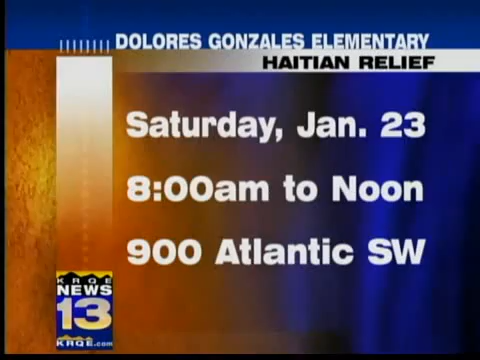 DOLORES GONZALES ELEMENTARY
HAITIAN RELIEF
Saturday, Jan. 23
8:00am to Noon
900 Atlantic SW
KRQE
NEWS
13
KRQE.com